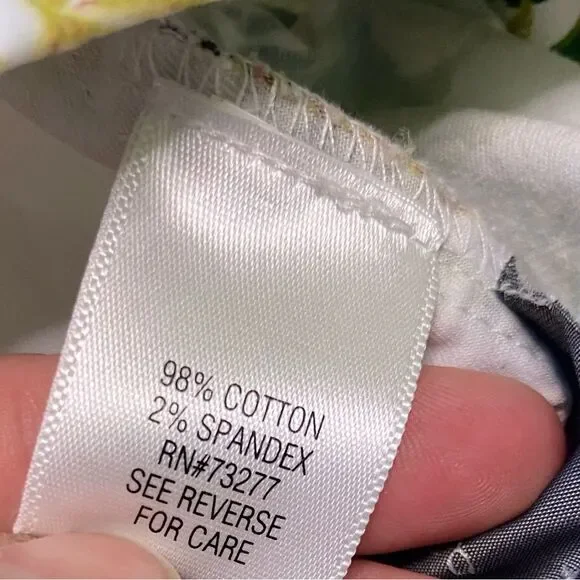 98% COTTON
2% SPANDEX
RN#73277
SEE REVERSE
FOR CARE